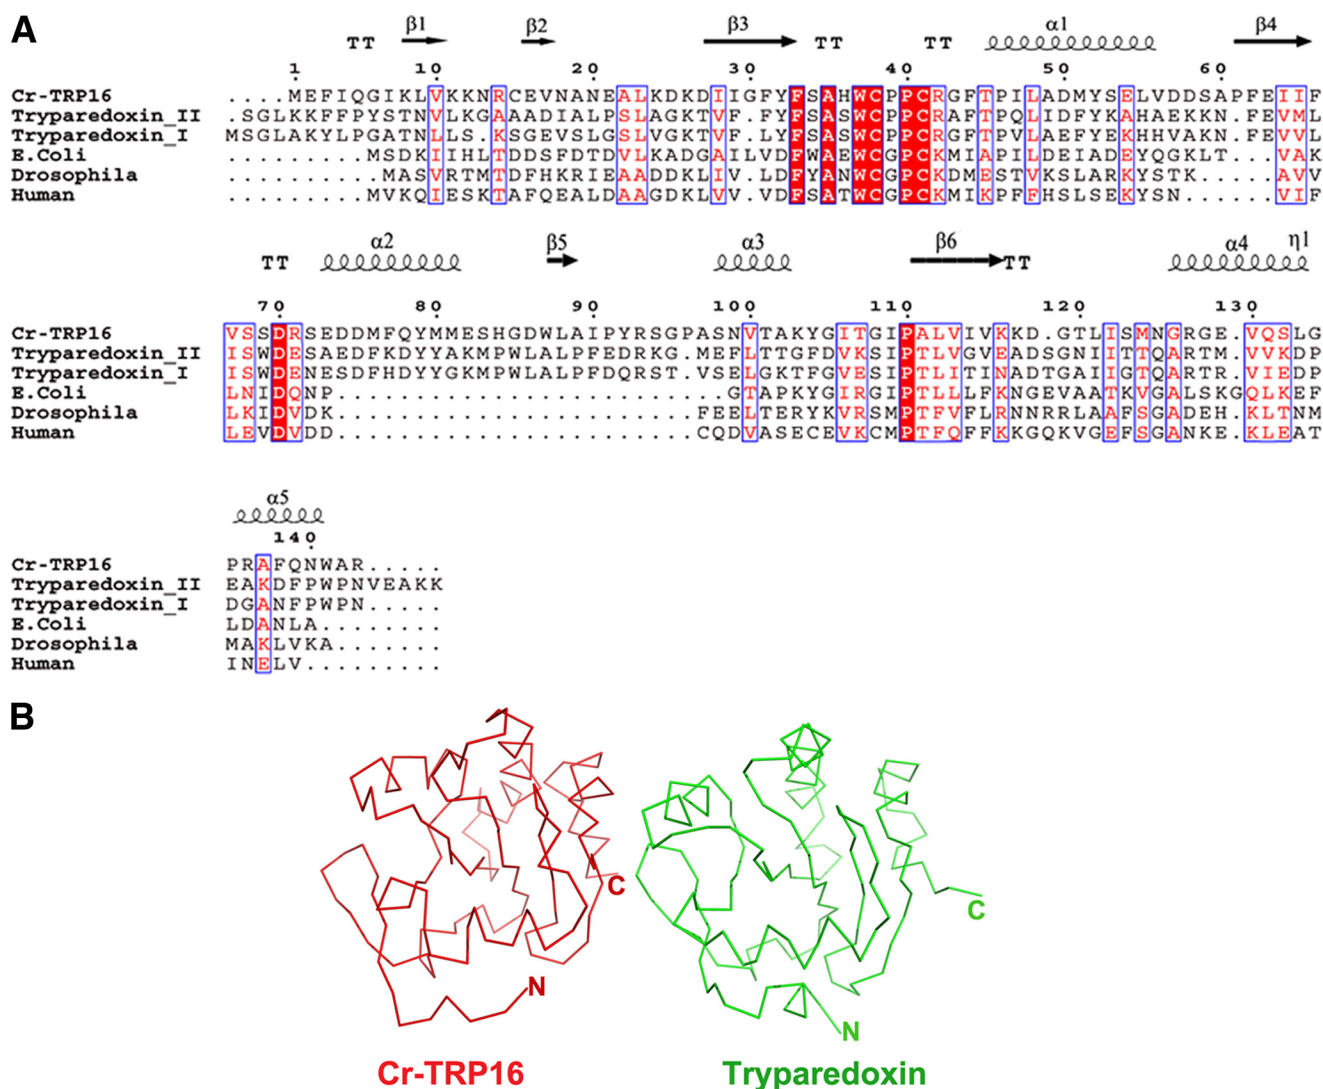 A
β1 β2 β3 α1 β4
TT TT TT
1 10 20 30 40 50 60
Cr-TRP16 ....MEFIQGIKLVKKNRCEVNANEALKDKDIIGFYFSAHWCPPCRGFTPILADMYSELVDDSAPFEIIF
Tryparedoxin_II .SGLKKFFPYSTNVLKGAAADIALPSLAGKTVF.FYFSASWCPPCRAFTPQLIDFYKAHAEKKN.FEVML
Tryparedoxin_I MSGLAKYLPGATNLLS.KSGEVSLGSLVGKTVF.LYFSASWCPPCRGFTPVLAEFYEKHHVAKN.FEVVL
E.Coli .........MSDKIIHLTDDSFDTDVLKADGAILVDFWAEWCGPCKMIAPILDEIADEYQGKLT...VAK
Drosophila ..........MASVRTMTDFHKRIEAADDKLIV.LDFYANWCGPCKDMESTVKSLARKYSTK....AVVF
Human .........MVKQIESKTAFQEALDAAGDKLVV.VDFSATWCGPCKMIKPFFHSLSEKYSN......VIF
α2 β5 α3 β6 α4 η1
TT TT
70 80 90 100 110 120 130
Cr-TRP16 VSSDRSEDDMFQYMMESHGDWLAIPYRSGPASNVTAKYGITGIPALVIVKKD.GTLISMNGRGE.VQSLG
Tryparedoxin_II ISWDESAEDFKDYYAKMPWLALPFEDRKG.MEFLTTGFDVKSIPTLVGVEADSGNIITTQARTM.VVKDP
Tryparedoxin_I ISWDENESDFHDYYGKMPWLALPFDQRST.VSELGKTFGVESIPTLITINADTGAIIGTQARTR.VIEDP
E.Coli LNIDQNP.........................GTAPKYGIRGIPTLLLFKNGEVAATKVGALSKGQLKEF
Drosophila LKIDVDK.......................FEELTERYKVRSMPTFVFLRNNRRLAAFSGADEH.KLTNM
Human LEVDVDD.......................CQDVASECEVKCMPTFQFFKKGQKVGEFSGANKE.KLEAT
α5
140
Cr-TRP16 PRAFQNWAR.....
Tryparedoxin_II EAKDFPWPNVEAKK
Tryparedoxin_I DGANFPWPN.....
E.Coli LDANLA........
Drosophila MAKLVKA.......
Human INELV.........
B
C
C
N
N
Cr-TRP16 Tryparedoxin